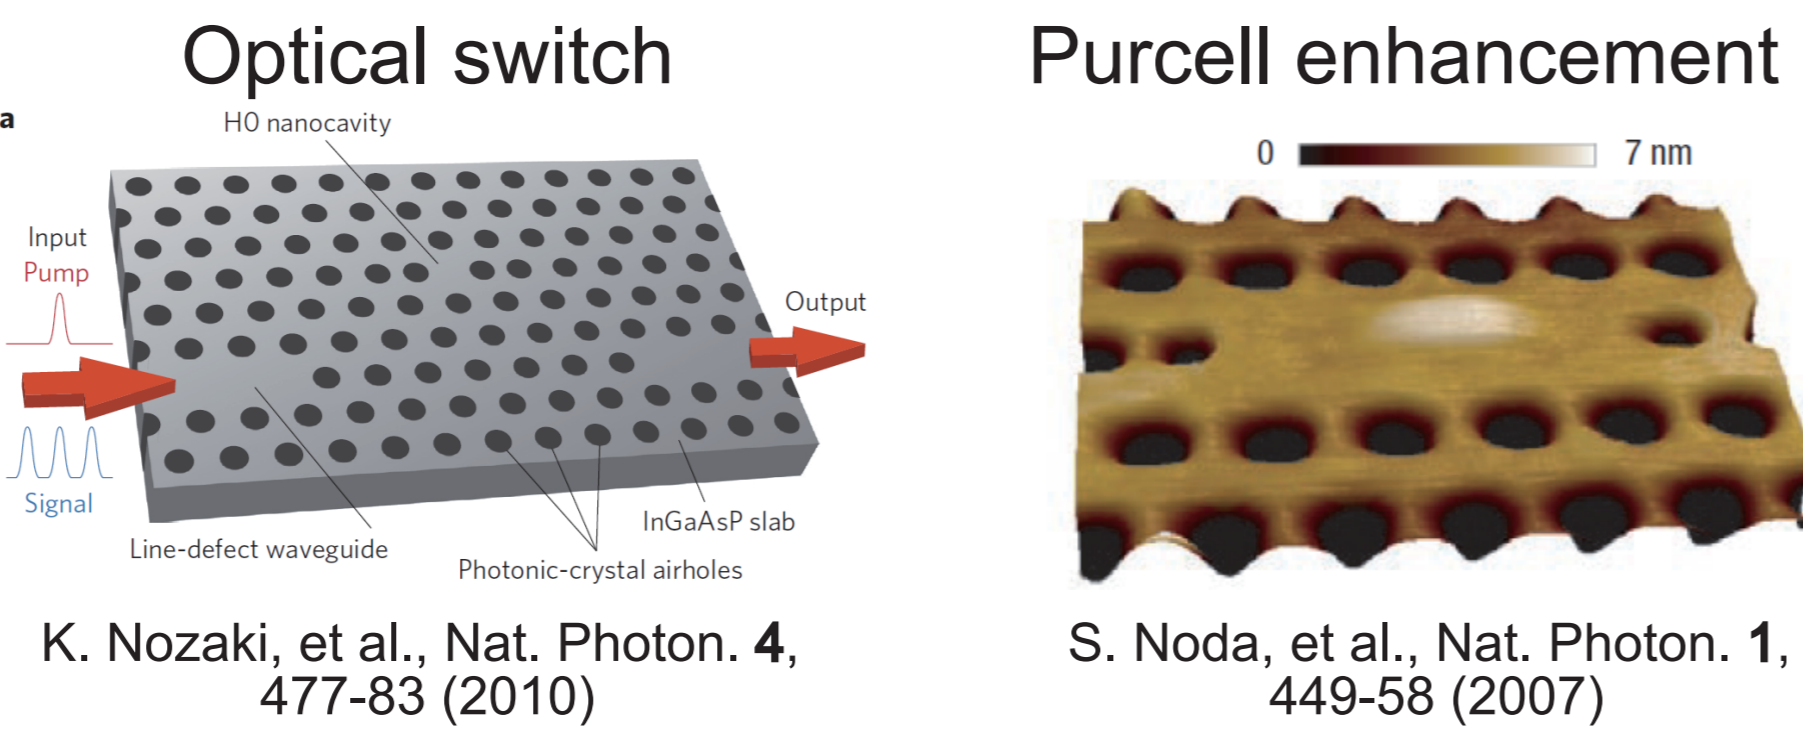 Optical switch
Purcell enhancement
a
H0 nanocavity
0
7 nm
Input
Pump
Output
Signal
InGaAsP slab
Line-defect waveguide
Photonic-crystal airholes
K. Nozaki, et al., Nat. Photon. 4,
477-83 (2010)
S. Noda, et al., Nat. Photon. 1,
449-58 (2007)